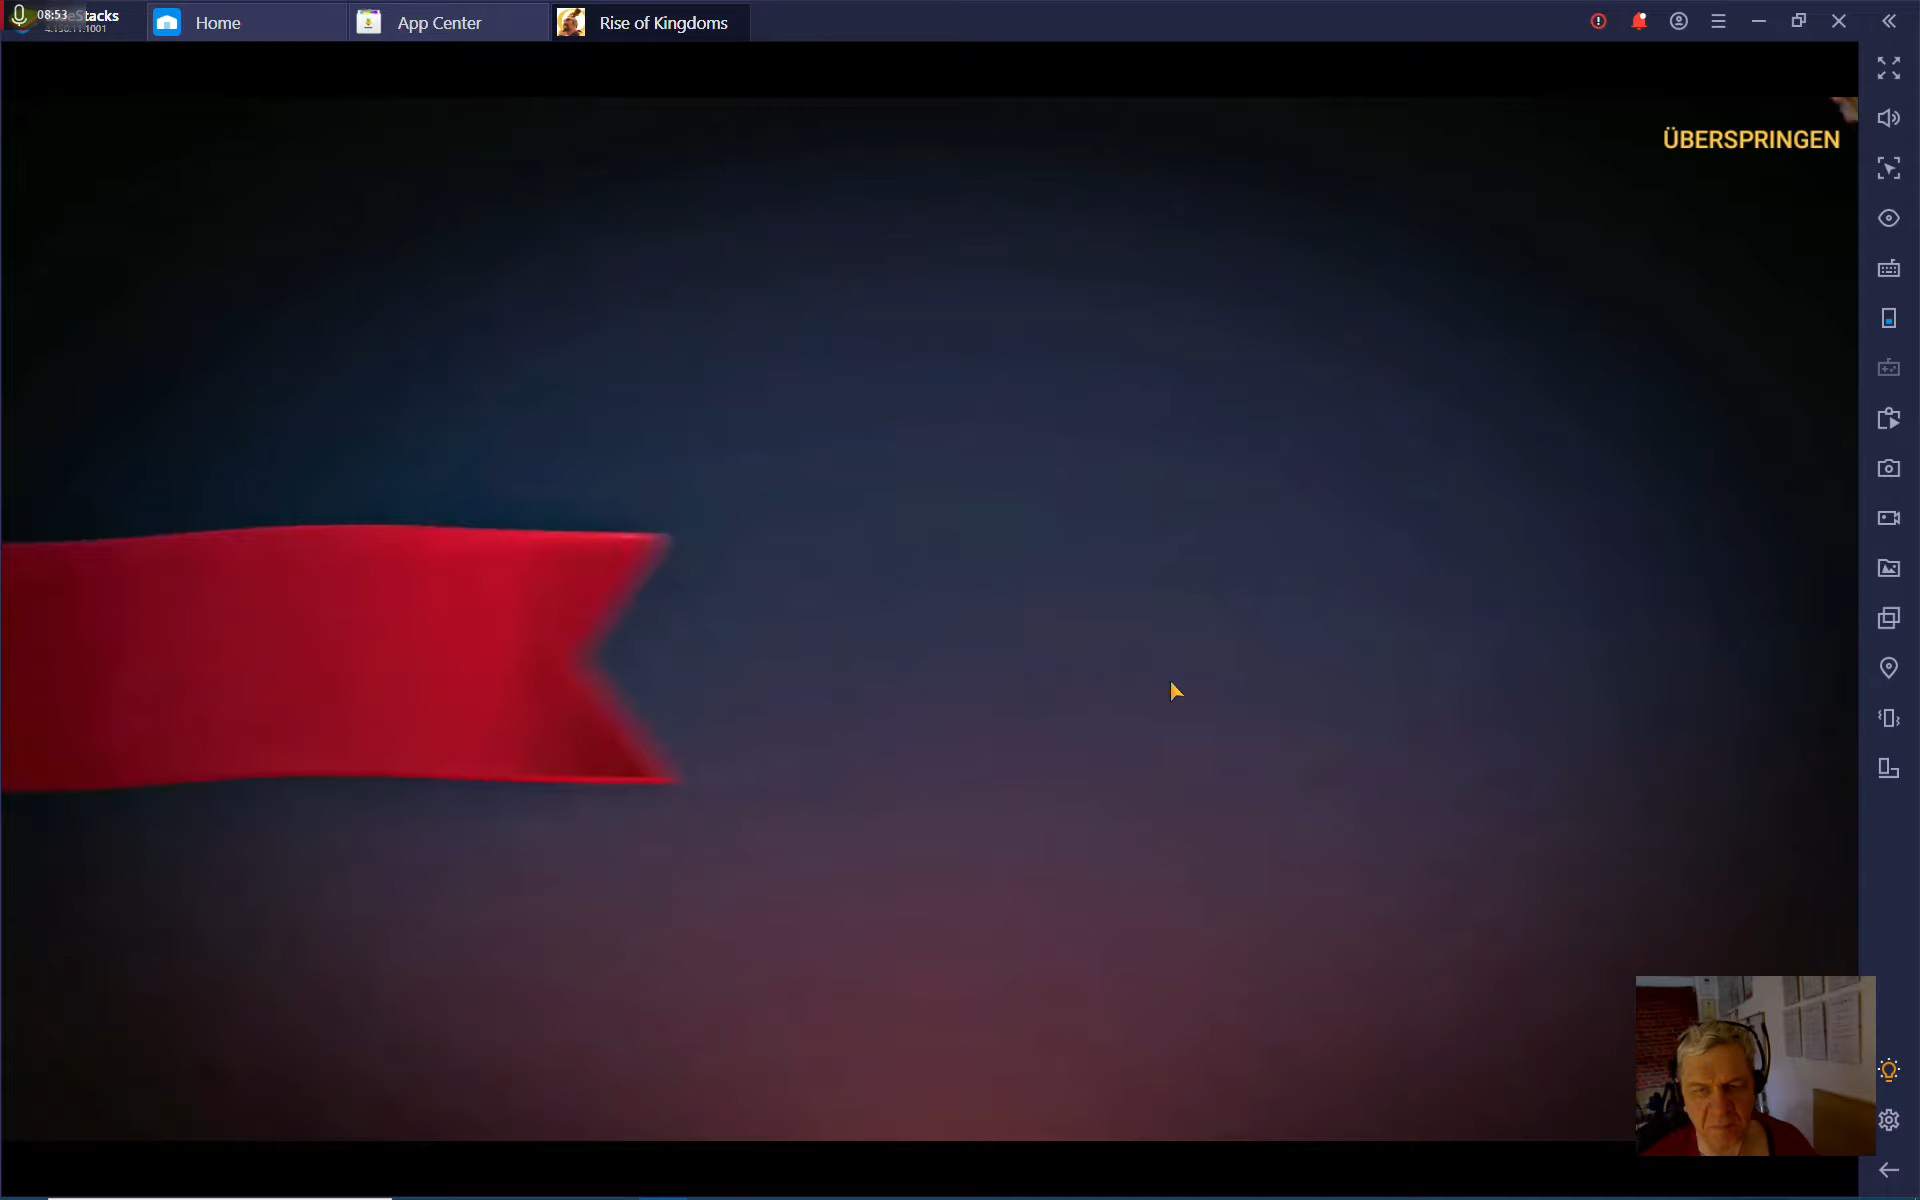 08:53
Home
App Center
Rise of Kingdoms
ÜBERSPRINGEN